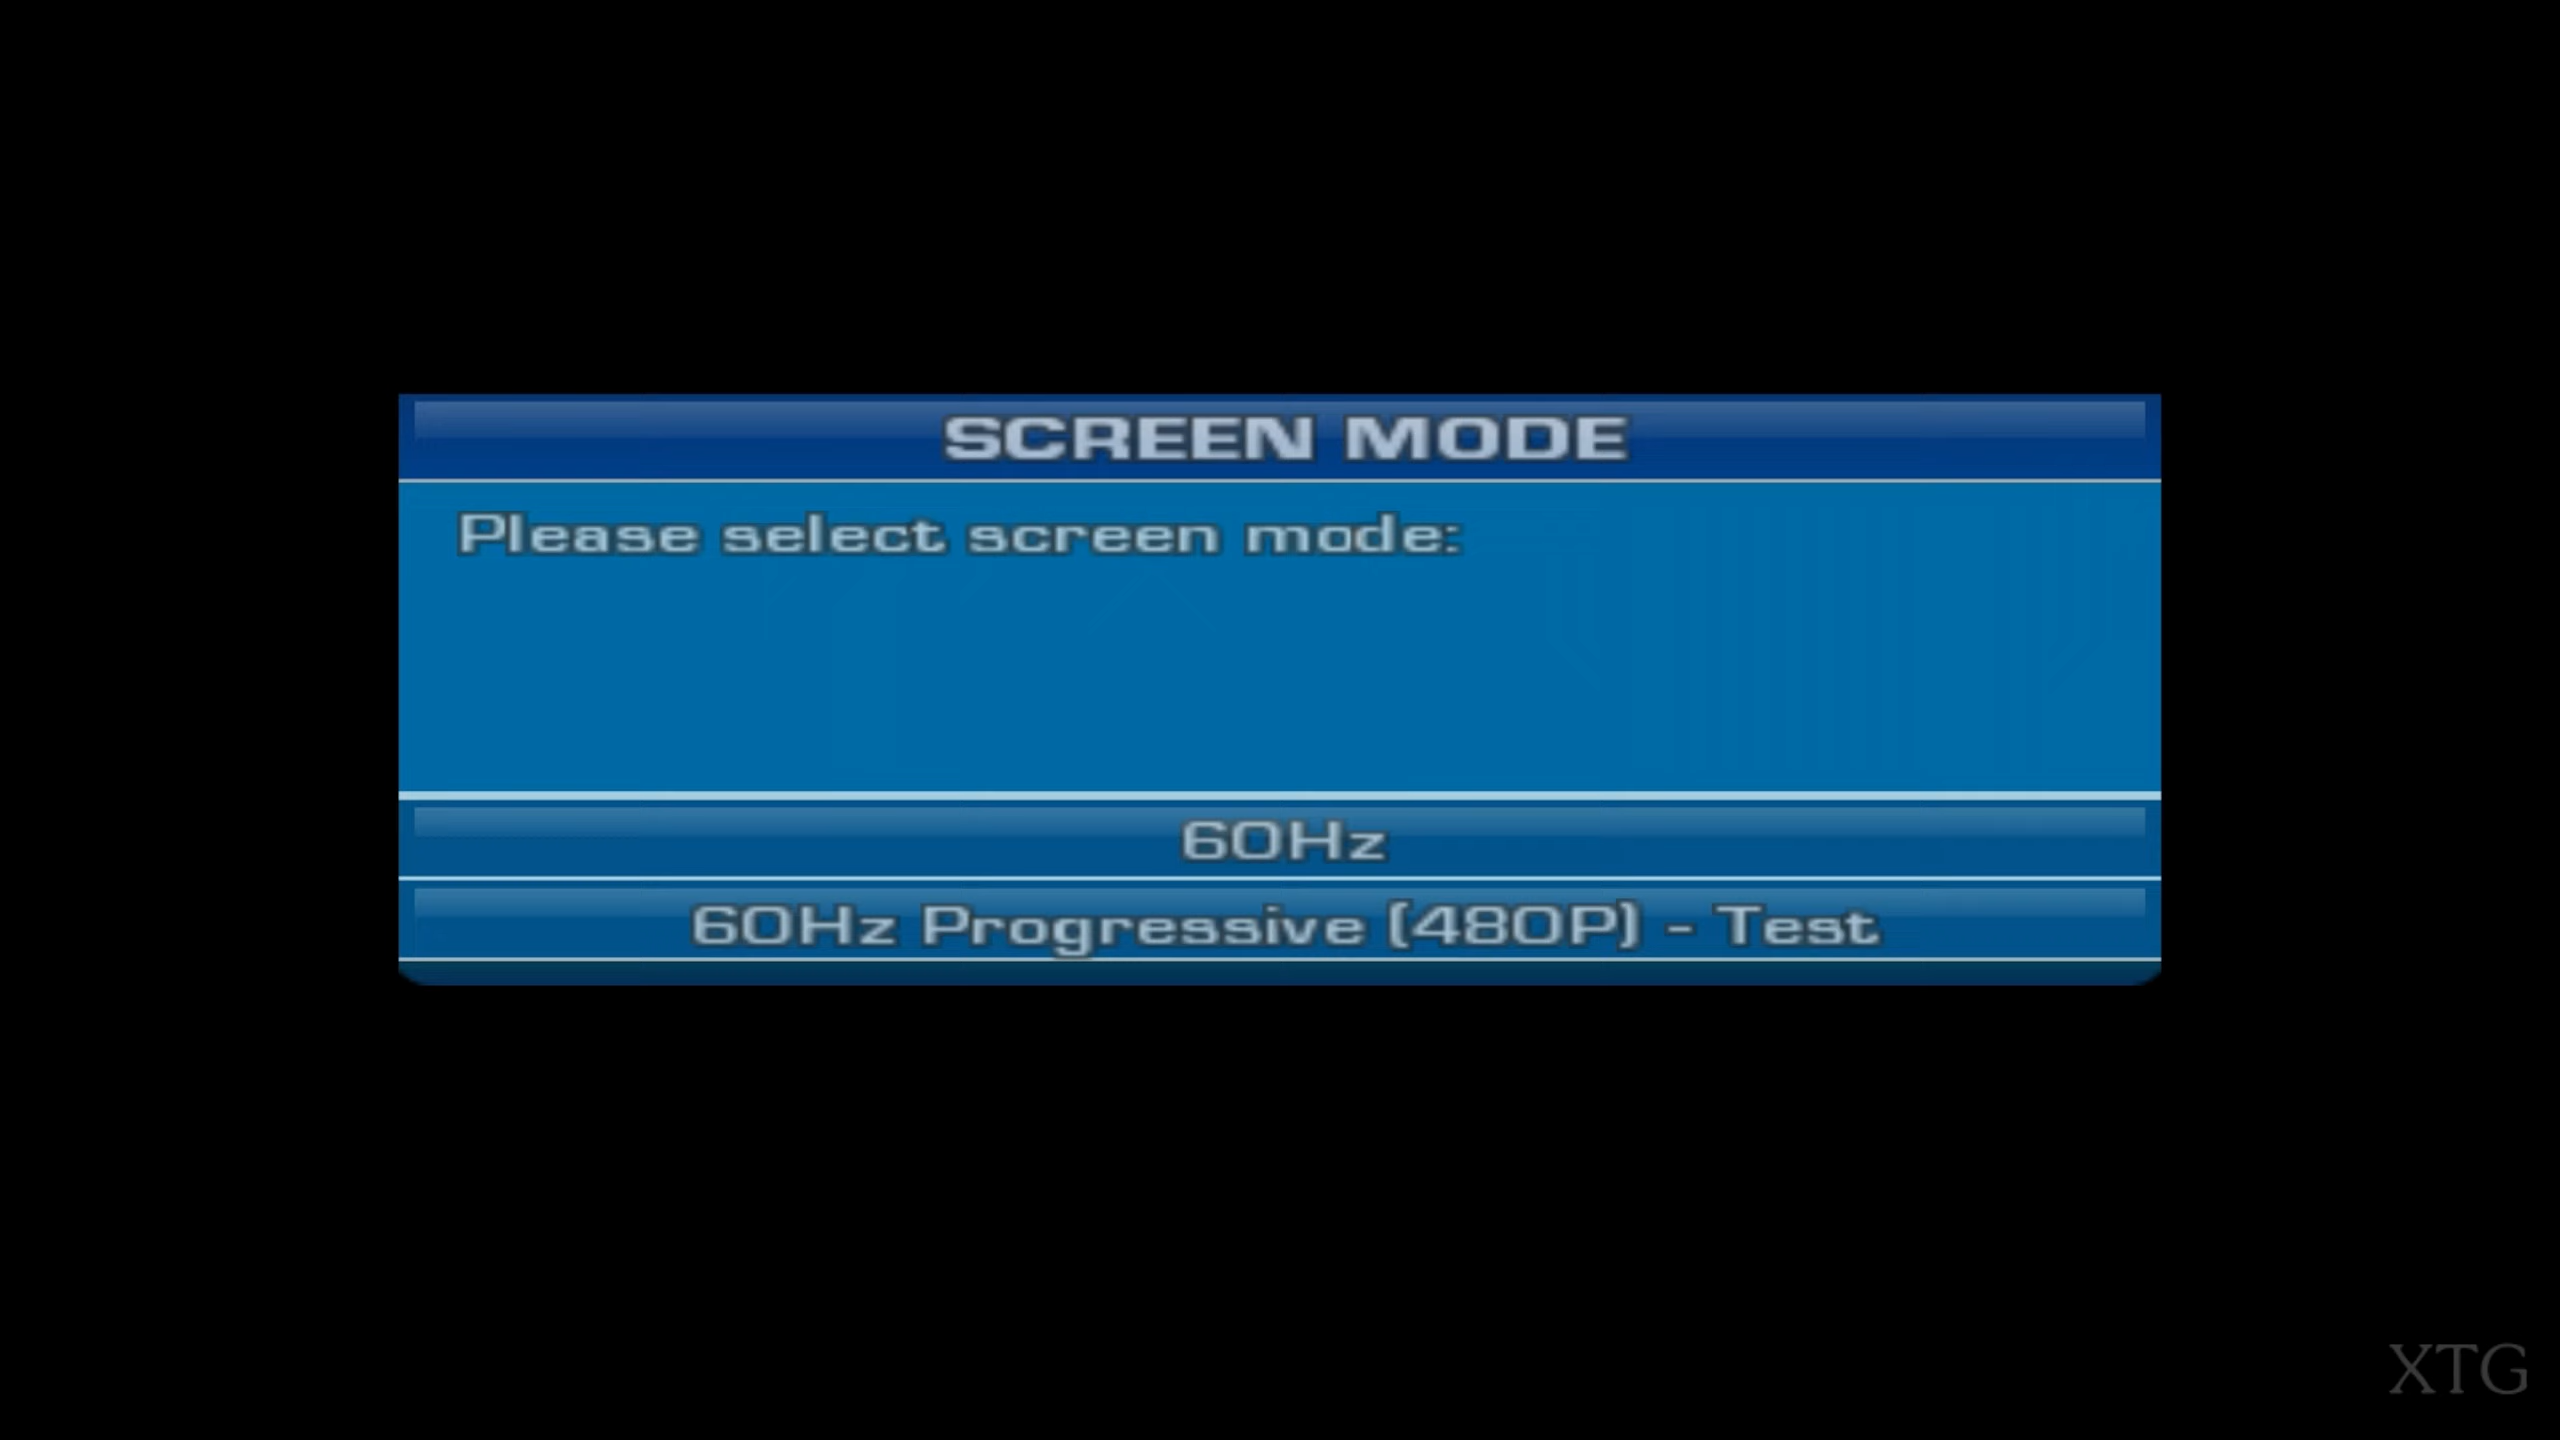 SCREEN MODE
Please select screen mode:
60Hz
60Hz Progressive (480P) - Test
XTG